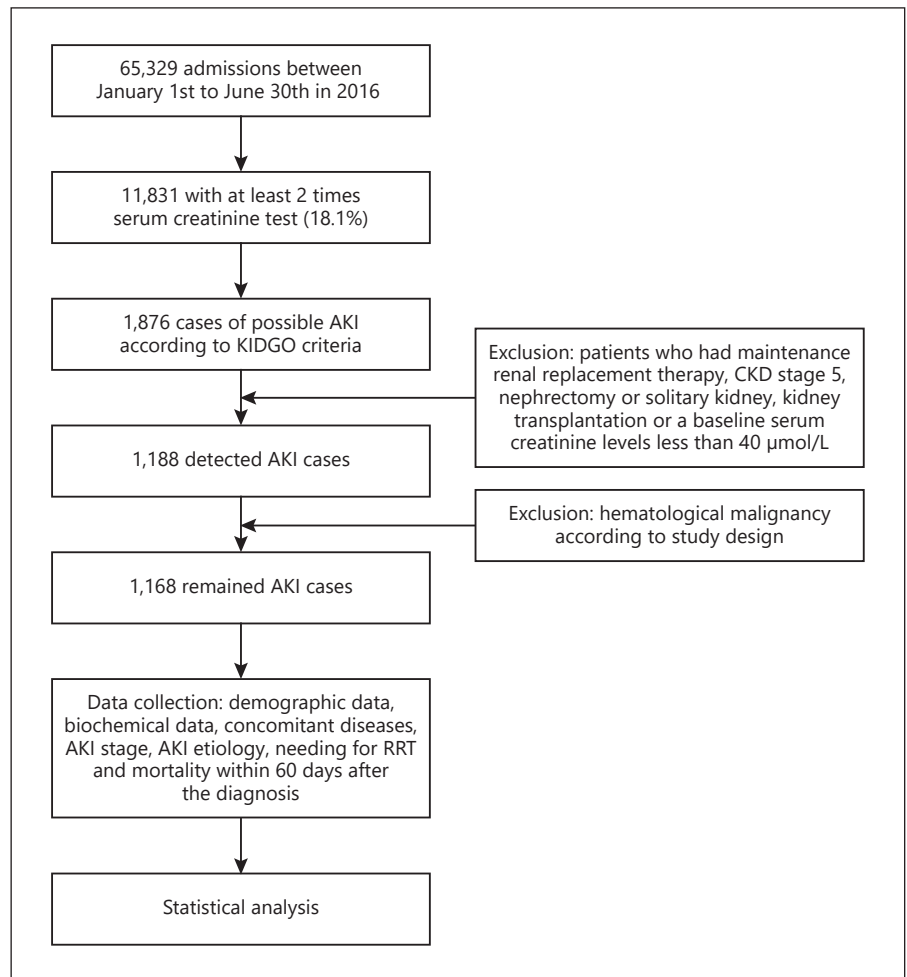 65,329 admissions between
January 1st to June 30th in 2016
11,831 with at least 2 times
serum creatinine test (18.1%)
1,876 cases of possible AKI
according to KIDGO criteria
Exclusion: patients who had maintenance
renal replacement therapy, CKD stage 5,
nephrectomy or solitary kidney, kidney
transplantation or a baseline serum
creatinine levels less than 40 µmol/L
1,188 detected AKI cases
Exclusion: hematological malignancy
according to study design
1,168 remained AKI cases
Data collection: demographic data,
biochemical data, concomitant diseases,
AKI stage, AKI etiology, needing for RRT
and mortality within 60 days after
the diagnosis
Statistical analysis